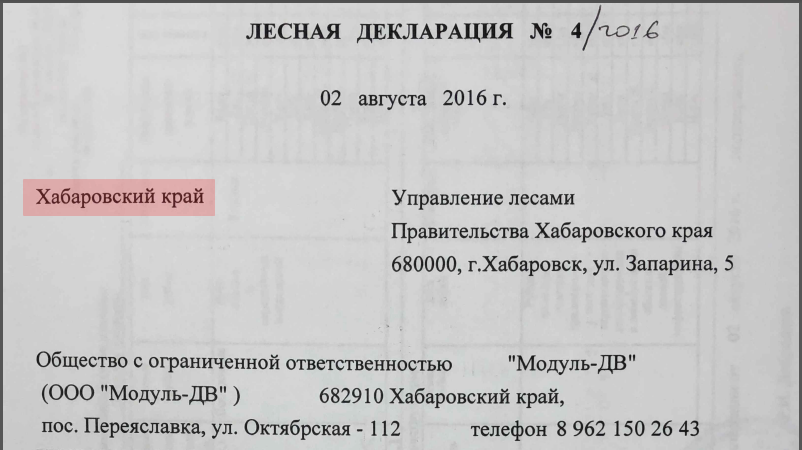 ЛЕСНАЯ ДЕКЛАРАЦИЯ № 4/2016
02 августа 2016 г.
Хабаровский край
Управление лесами
Правительства Хабаровского края
680000, г.Хабаровск, ул. Запарина, 5
Общество с ограниченной ответственностью "Модуль-ДВ"
(ООО "Модуль-ДВ" ) 682910 Хабаровский край,
пос. Переяславка, ул. Октябрская - 112 телефон 8 962 150 26 43